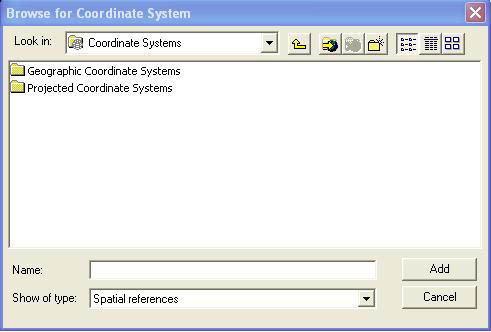 Browse for Coordinate System
Look in: Coordinate Systems
Geographic Coordinate Systems
Projected Coordinate Systems
Name: Add
Show of type: Spatial references Cancel